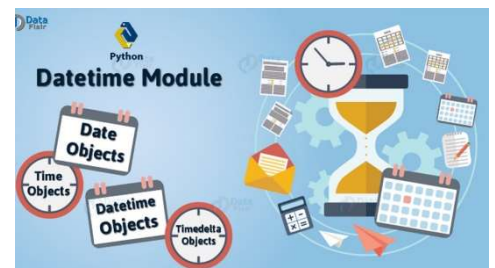 Data
Flair
Python
Datetime Module
Date
Objects
Time
Objects
Datetime
Objects
Timedelta
Objects